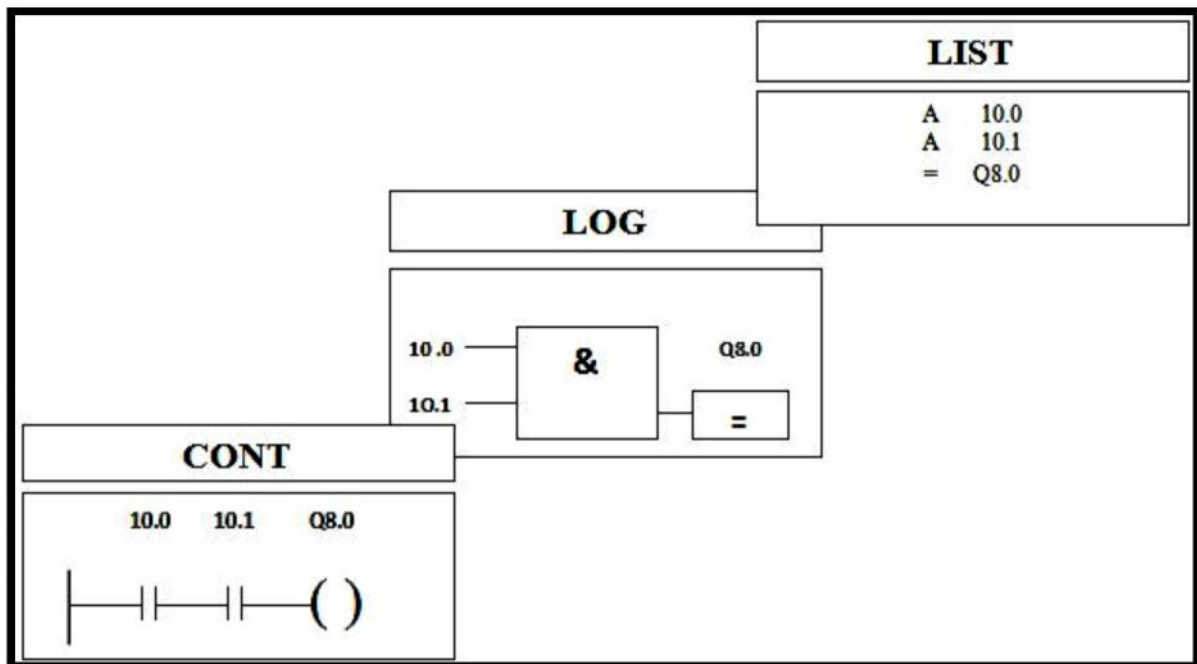 LIST
A 10.0
A 10.1
= Q8.0
LOG
10 .0
&
Q8.0
10.1
=
CONT
10.0 10.1 Q8.0
( )